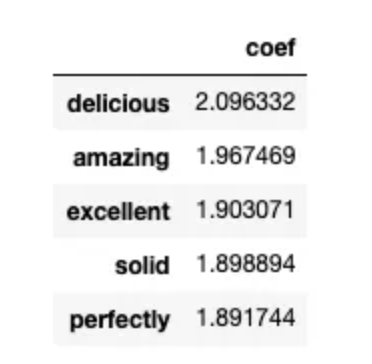 coef
delicious 2.096332
amazing 1.967469
excellent 1.903071
solid 1.898894
perfectly 1.891744